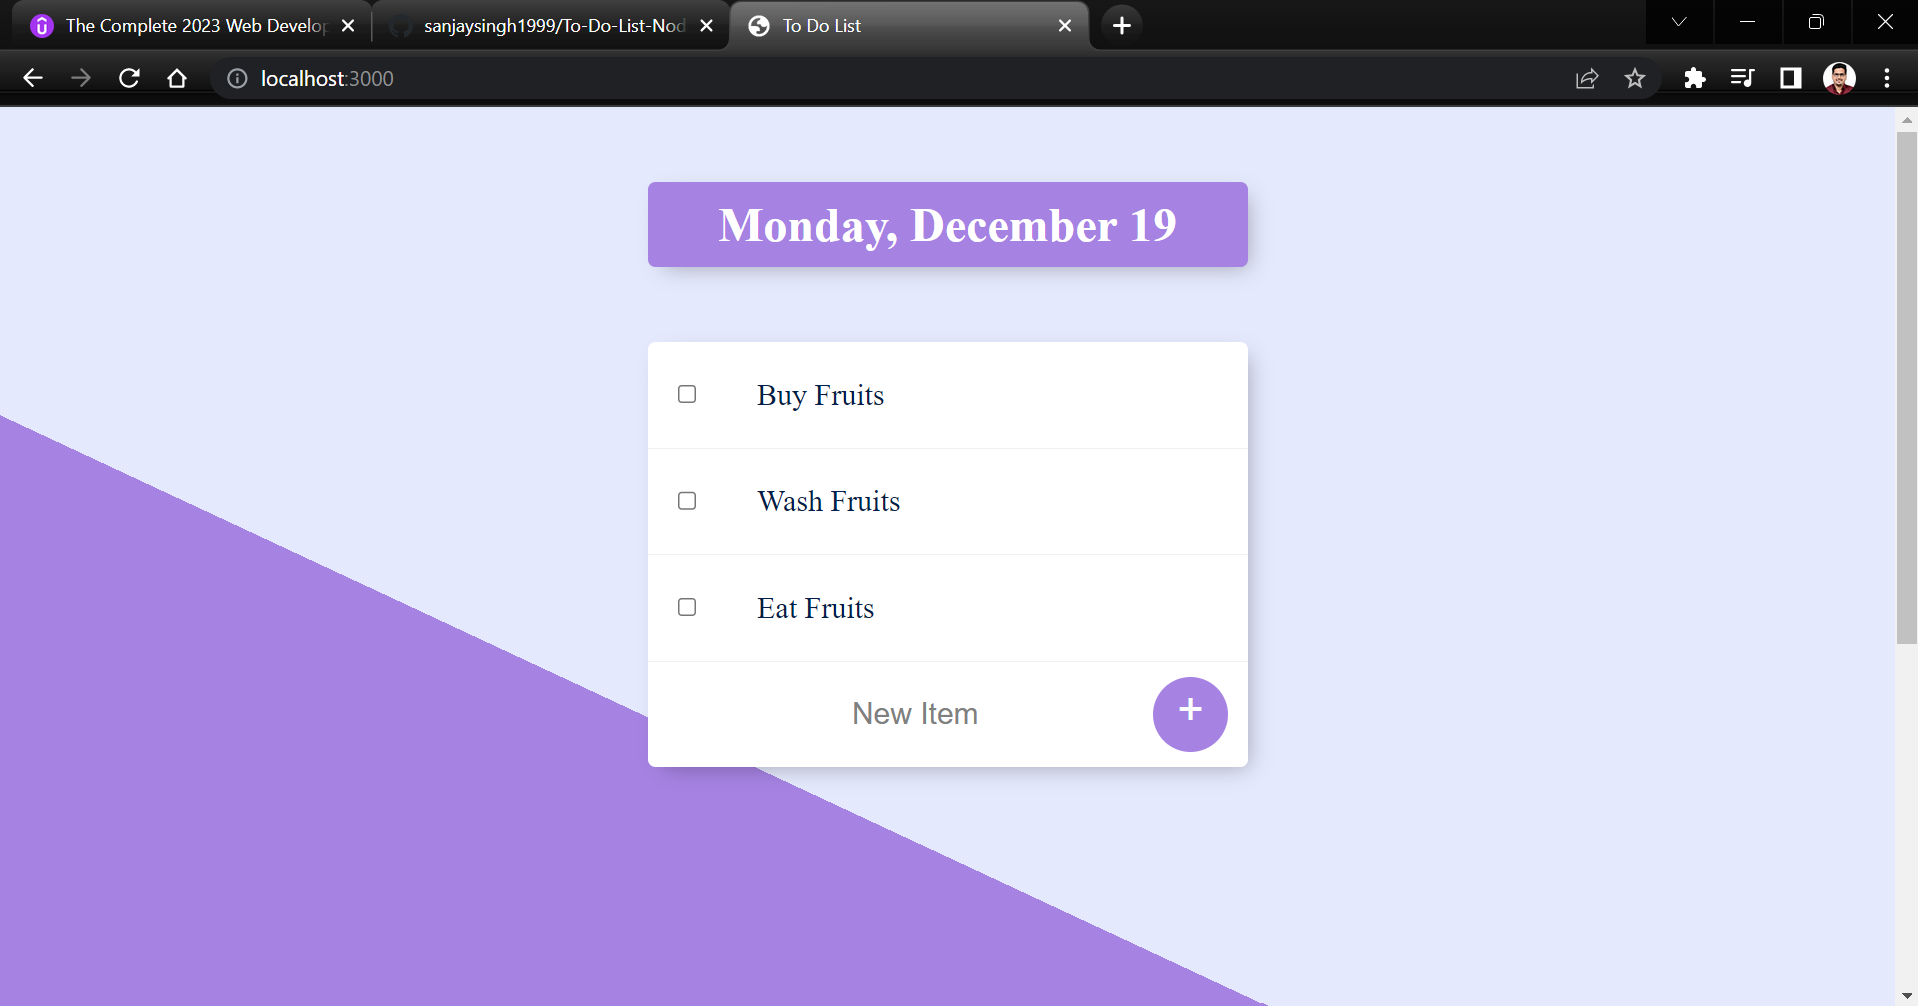 The Complete 2023 Web Develop
sanjaysingh1999/To-Do-List-Nod
To Do List
localhost:3000
Monday, December 19
Buy Fruits
Wash Fruits
Eat Fruits
New Item
+